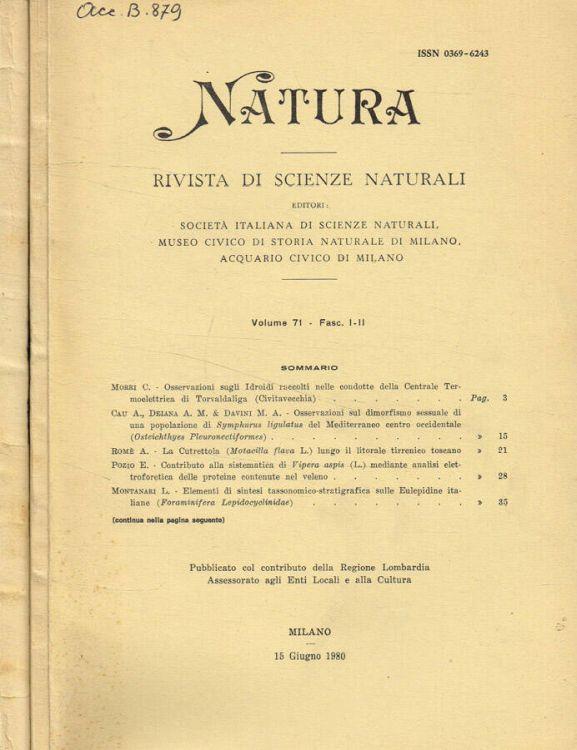 Acc. B. 879
ISSN 0369-6243
NATURA
RIVISTA DI SCIENZE NATURALI
EDITORI:
SOCIETÀ ITALIANA DI SCIENZE NATURALI,
MUSEO CIVICO DI STORIA NATURALE DI MILANO,
ACQUARIO CIVICO DI MILANO
Volume 71 - Fasc. I-II
SOMMARIO
MORRI C. - Osservazioni sugli Idroidi raccolti nelle condotte della Centrale Ter-
moelettrica di Torvaldaliga (Civitavecchia) . . . . . . . Pag. 3
CAU A., DEIANA A. M. & DAVINI M. A. - Osservazioni sul dimorfismo sessuale di
una popolazione di Symphurus ligulatus del Mediterraneo centro occidentale
(Osteichthyes Pleuronectiformes) . . . . . . . . . . » 15
ROMÈ A. - La Cutrettola (Motacilla flava L.) lungo il litorale tirrenico toscano » 21
POZIO E. - Contributo alla sistematica di Vipera aspis (L.) mediante analisi elet-
troforetica delle proteine contenute nel veleno . . . . . . . » 28
MONTANARI L. - Elementi di sintesi tassonomico-stratigrafica sulle Eulepidine ita-
liane (Foraminifera Lepidocyclinidae) . . . . . . . . » 35
(continua nella pagina seguente)
Pubblicato col contributo della Regione Lombardia
Assessorato agli Enti Locali e alla Cultura
MILANO
15 Giugno 1980